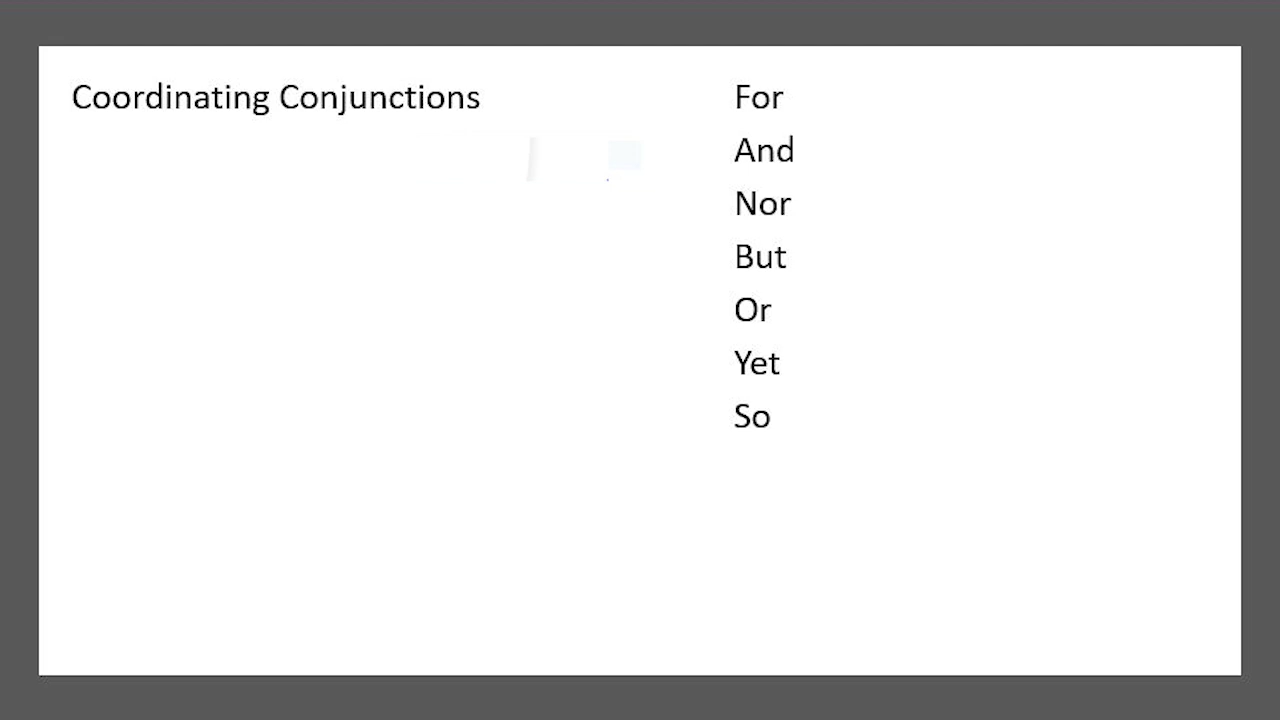 Coordinating Conjunctions
For
And
Nor
But
Or
Yet
So